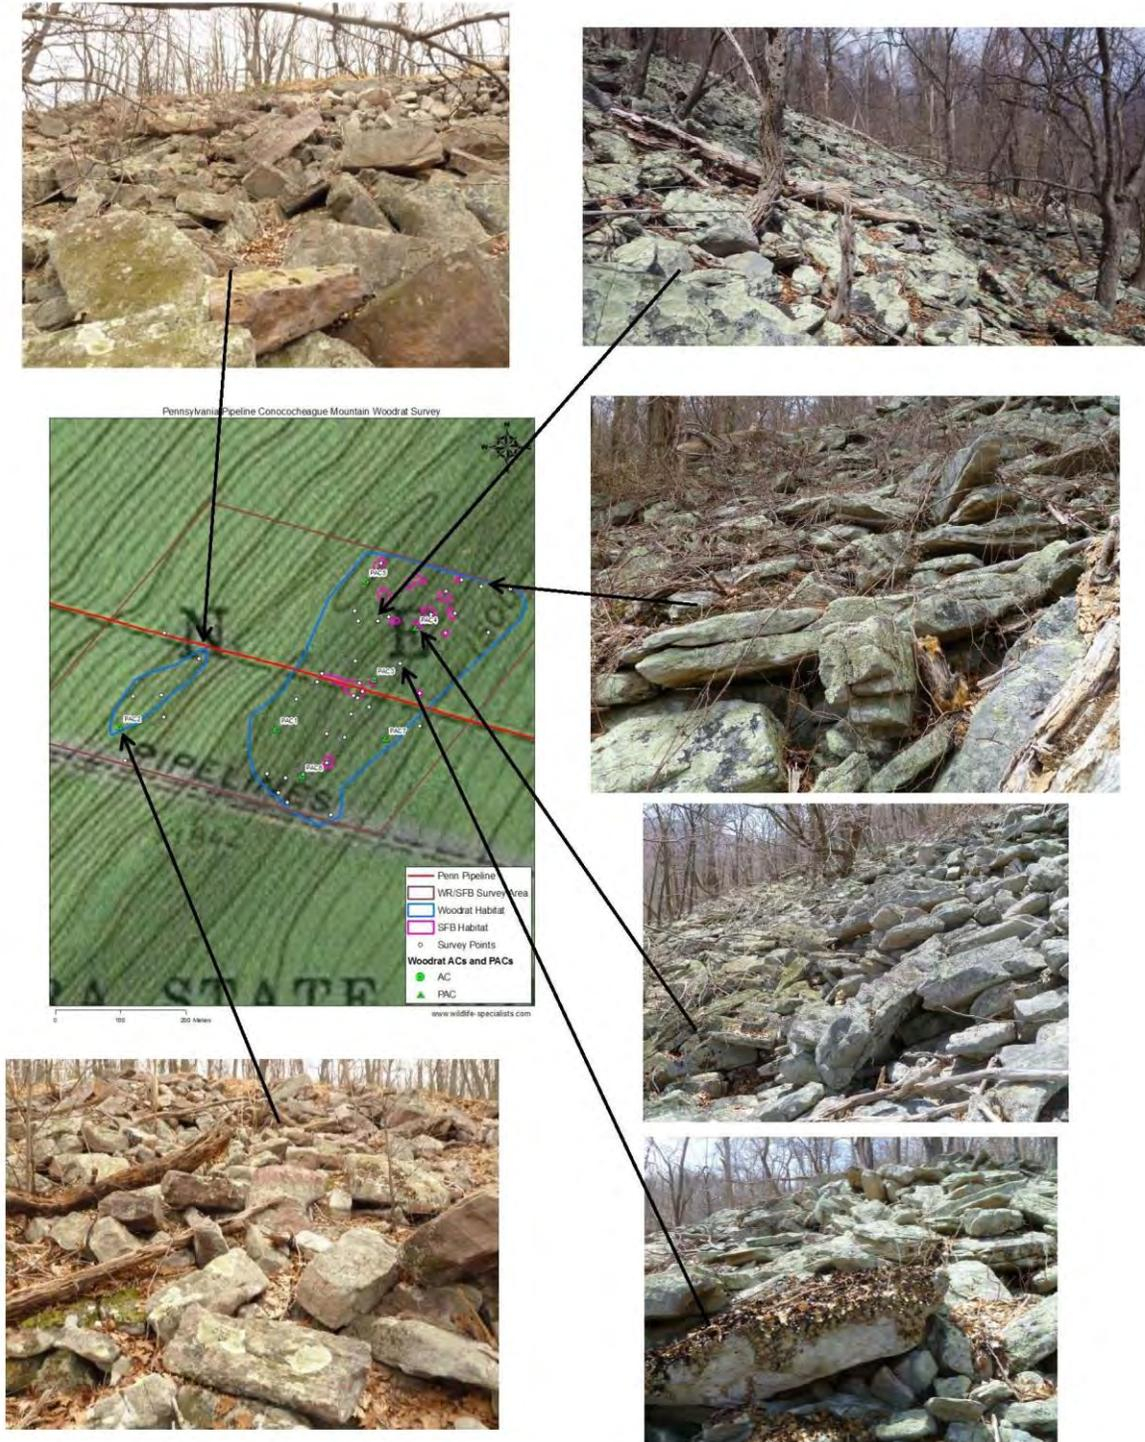 Pennsylvania Pipeline Conococheague Mountain Woodrat Survey
N
W
E
S
PAC5
PAC4
N
E
PAC3
PAC2
PAC1
PAC7
PAC6
PIPELINES
1842
Penn Pipeline
WR/SFB Survey Area
Woodrat Habitat
SFB Habitat
Survey Points
Woodrat ACs and PACs
AC
PAC
RA STATE
0 100 200 Meters
www.wildlife-specialists.com